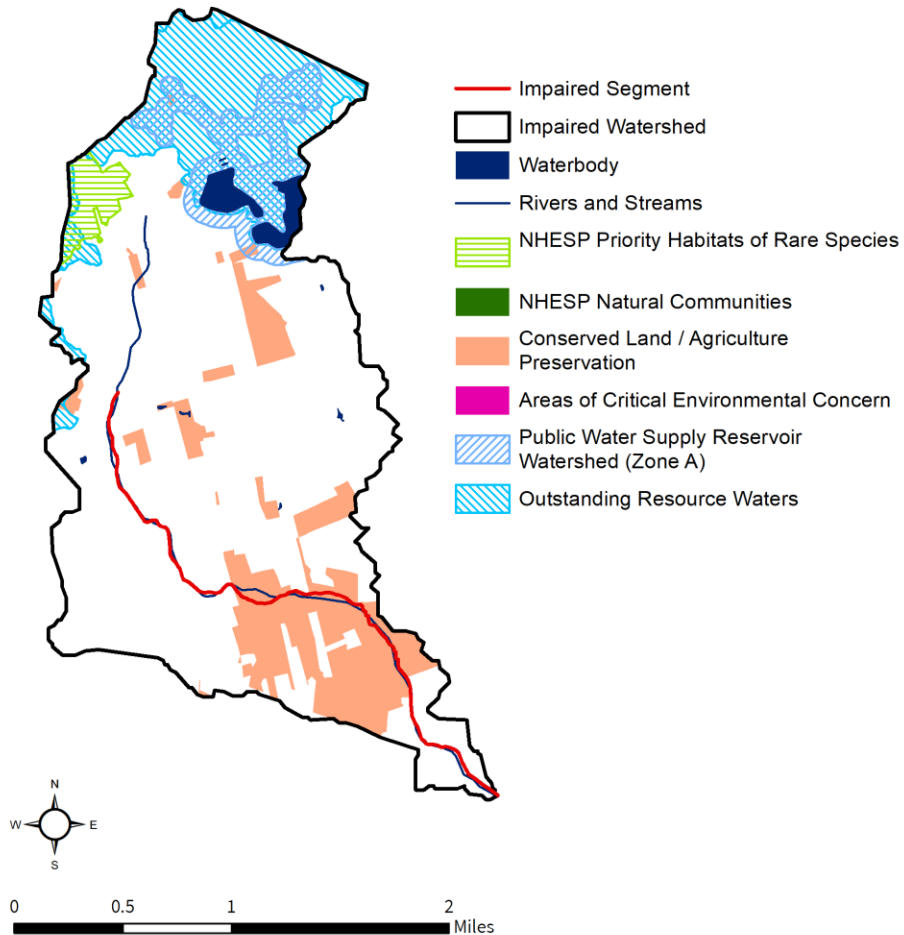 Impaired Segment
Impaired Watershed
Waterbody
Rivers and Streams
NHESP Priority Habitats of Rare Species
NHESP Natural Communities
Conserved Land / Agriculture
Preservation
Areas of Critical Environmental Concern
Public Water Supply Reservoir
Watershed (Zone A)
Outstanding Resource Waters
N
W E
S
0 0.5 1 2
Miles